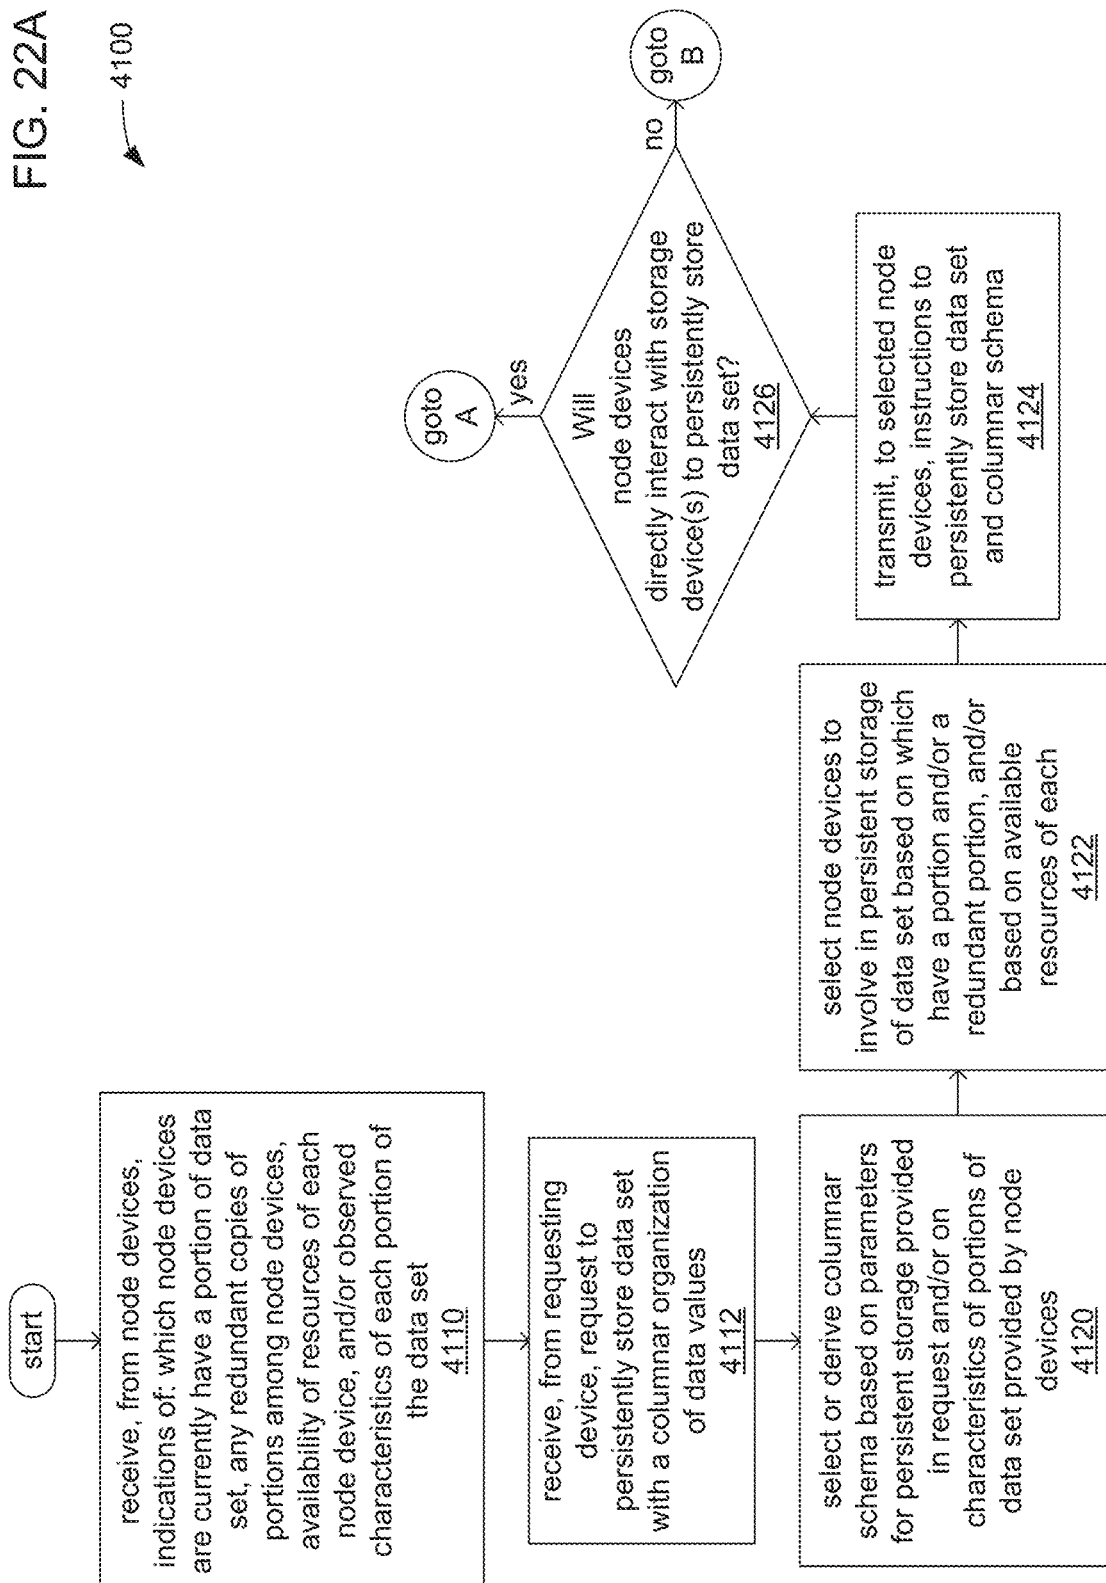 FIG. 22A
4100
start
receive, from node devices,
indications of: which node devices
are currently have a portion of data
set, any redundant copies of
portions among node devices,
availability of resources of each
node device, and/or observed
characteristics of each portion of
the data set
4110
receive, from requesting
device, request to
persistently store data set
with a columnar organization
of data values
4112
select or derive columnar
schema based on parameters
for persistent storage provided
in request and/or on
characteristics of portions of
data set provided by node
devices
4120
select node devices to
involve in persistent storage
of data set based on which
have a portion and/or a
redundant portion, and/or
based on available
resources of each
4122
transmit, to selected node
devices, instructions to
persistently store data set
and columnar schema
4124
Will
node devices
directly interact with storage
device(s) to persistently store
data set?
4126
yes
goto
A
no
goto
B